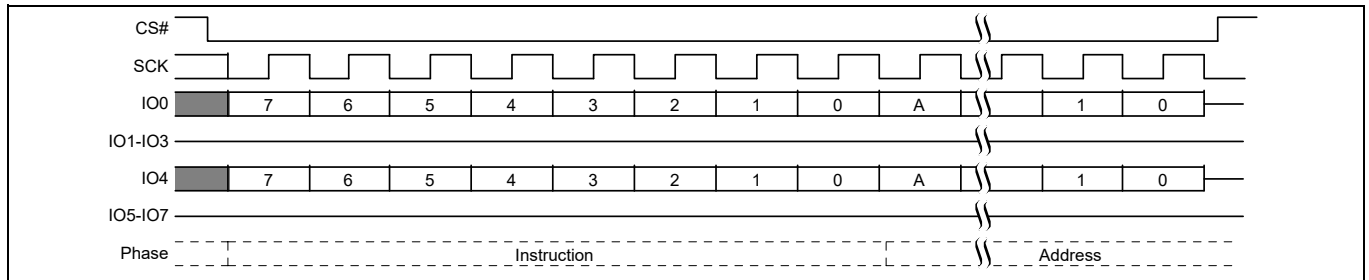 CS#
SCK
IO0 7 6 5 4 3 2 1 0 A 1 0
IO1-IO3
IO4 7 6 5 4 3 2 1 0 A 1 0
IO5-IO7
Phase Instruction Address